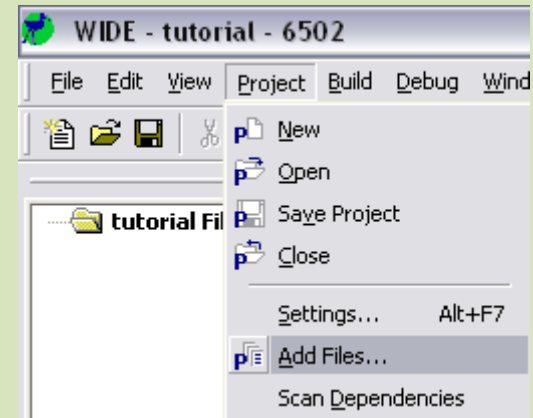 WIDE - tutorial - 6502
File Edit View Project Build Debug Wind
New
Open
tutorial Fil
Save Project
Close
Settings... Alt+F7
Add Files...
Scan Dependencies